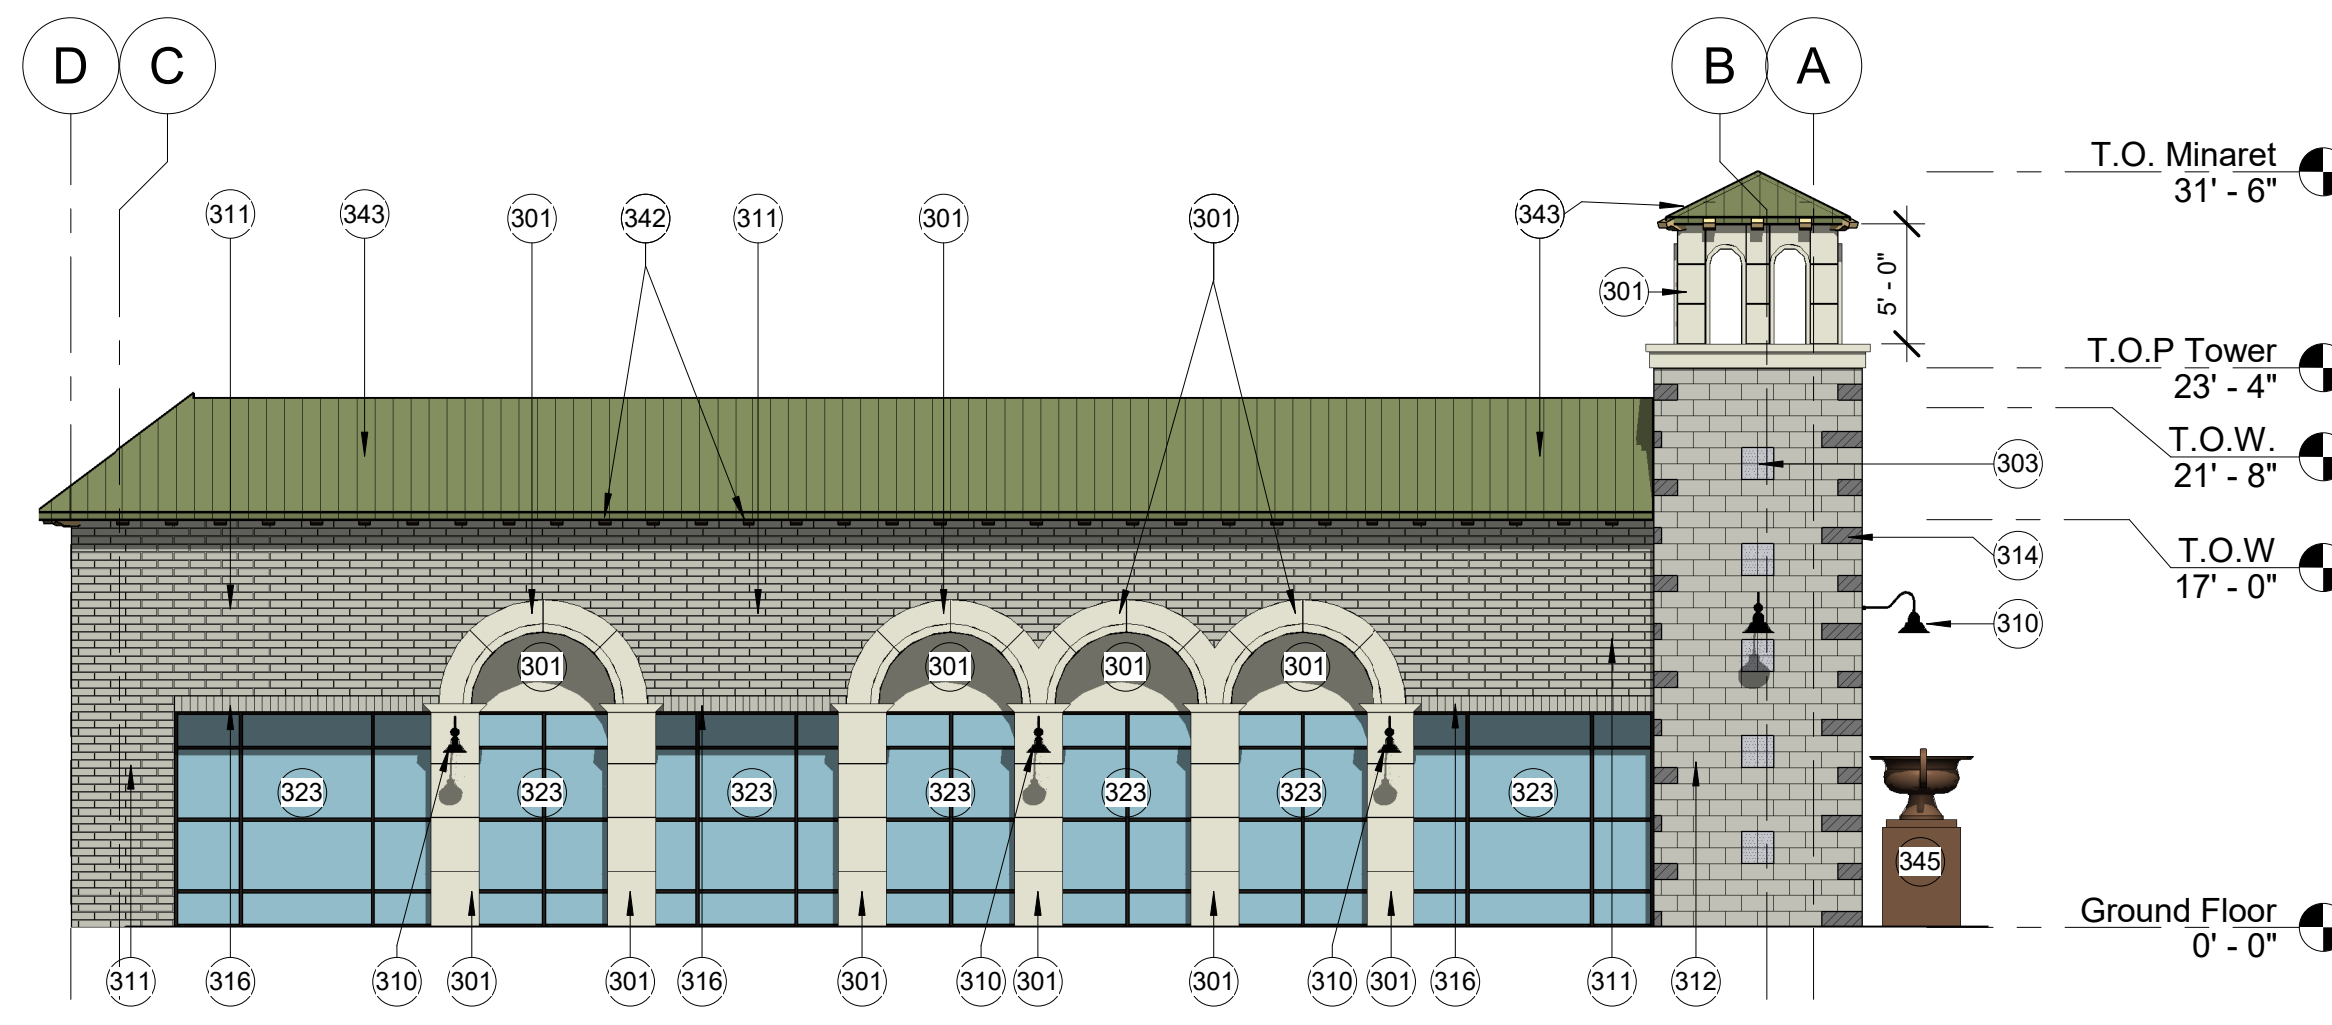 D
C
B
A
T.O. Minaret
31' - 6"
311
343
301
342
311
301
301
343
301
5' - 0"
T.O.P Tower
23' - 4"
T.O.W.
21' - 8"
303
314
T.O.W
17' - 0"
310
301
301
301
301
323
323
323
323
323
323
323
345
Ground Floor
0' - 0"
311
316
310
301
301
316
301
310
301
301
310
301
316
311
312